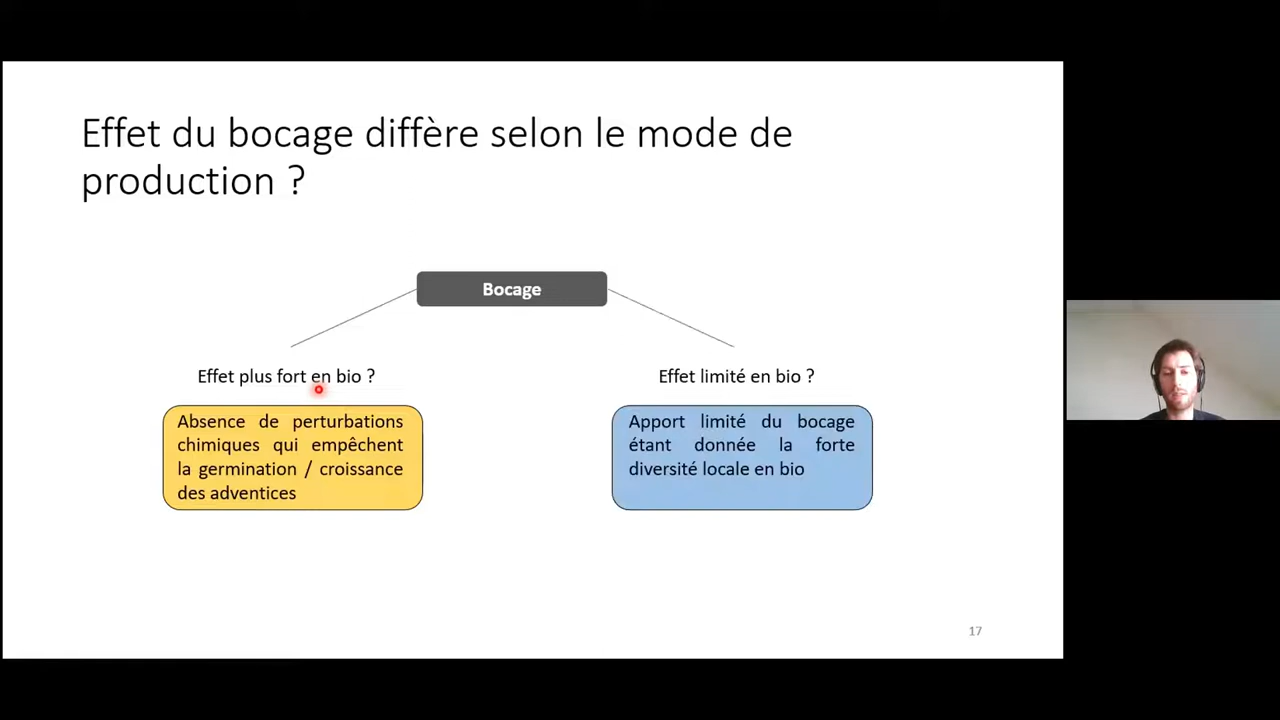 Effet du bocage diffère selon le mode de
production ?
Bocage
Effet plus fort en bio ?
Absence de perturbations
chimiques qui empêchent
la germination / croissance
des adventices
Effet limité en bio ?
Apport limité du bocage
étant donnée la forte
diversité locale en bio
17